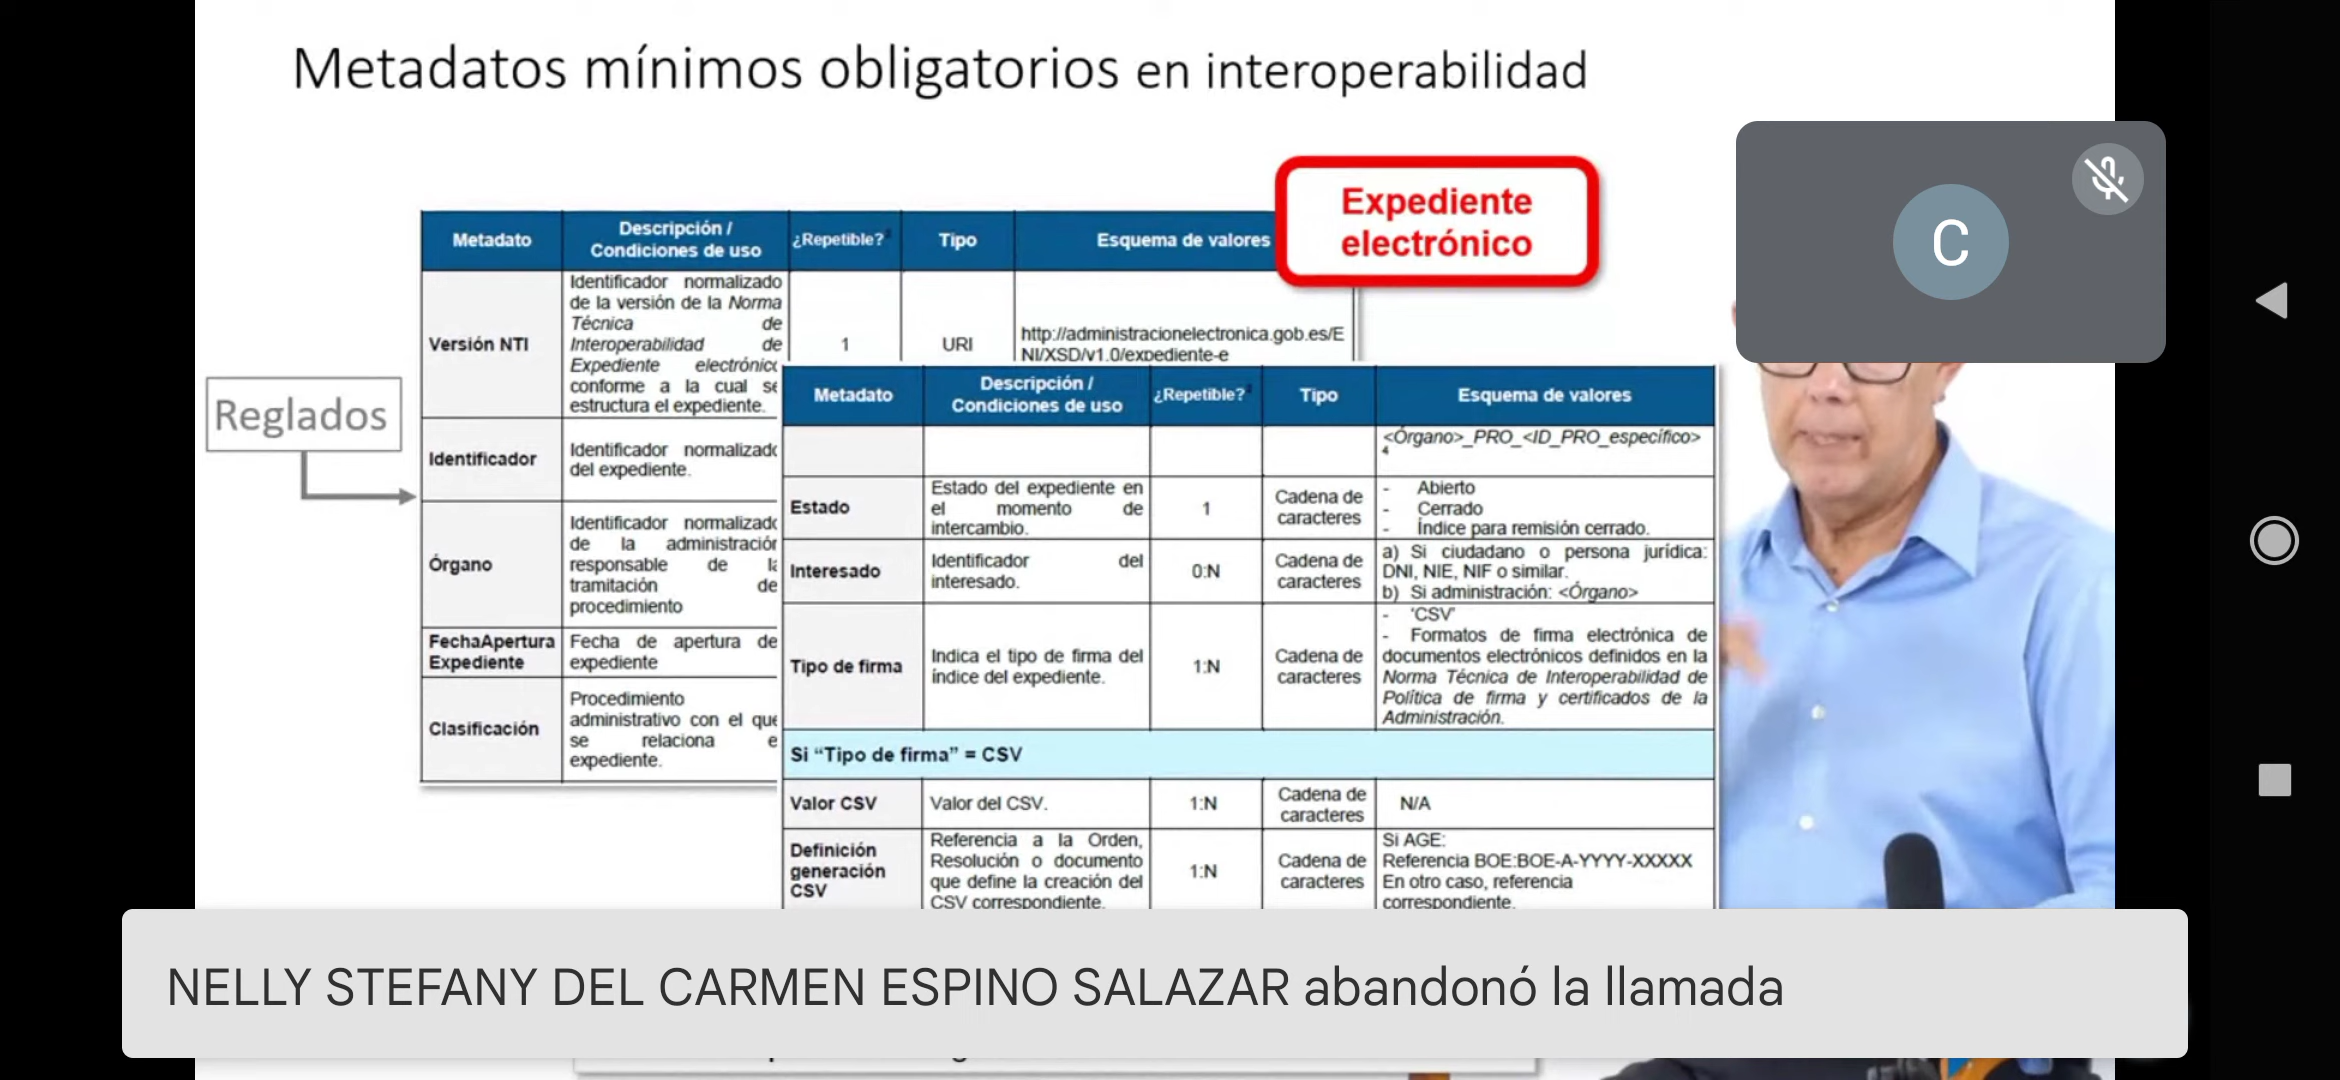 Metadatos mínimos obligatorios en interoperabilidad
Expediente
electrónico
C
Reglados
Metadato
Descripción /
Condiciones de uso
¿Repetible?²
Tipo
Esquema de valores
Versión NTI
Identificador normalizado
de la versión de la Norma
Técnica de
Interoperabilidad de
Expediente electrónico
conforme a la cual se
estructura el expediente.
1
URI
http://administracionelectronica.gob.es/E
NI/XSD/v1.0/expediente-e
Identificador
Identificador normalizado
del expediente.
Órgano
Identificador normalizado
de la administración
responsable de la
tramitación de
procedimiento
FechaApertura
Expediente
Fecha de apertura de
expediente
Clasificación
Procedimiento
administrativo con el que
se relaciona e
expediente.
Metadato
Descripción /
Condiciones de uso
¿Repetible?²
Tipo
Esquema de valores
<Órgano>_PRO_<ID_PRO_específico>
4
Estado
Estado del expediente en
el momento de
intercambio.
1
Cadena de
caracteres
- Abierto
- Cerrado
- Índice para remisión cerrado.
Interesado
Identificador del
interesado.
0:N
Cadena de
caracteres
a) Si ciudadano o persona jurídica:
DNI, NIE, NIF o similar.
b) Si administración: <Órgano>
Tipo de firma
Indica el tipo de firma del
índice del expediente.
1:N
Cadena de
caracteres
- 'CSV'
- Formatos de firma electrónica de
documentos electrónicos definidos en la
Norma Técnica de Interoperabilidad de
Política de firma y certificados de la
Administración.
Si “Tipo de firma” = CSV
Valor CSV
Valor del CSV.
1:N
Cadena de
caracteres
N/A
Definición
generación
CSV
Referencia a la Orden,
Resolución o documento
que define la creación del
CSV correspondiente.
1:N
Cadena de
caracteres
Si AGE:
Referencia BOE:BOE-A-YYYY-XXXXX
En otro caso, referencia
correspondiente.
NELLY STEFANY DEL CARMEN ESPINO SALAZAR abandonó la llamada